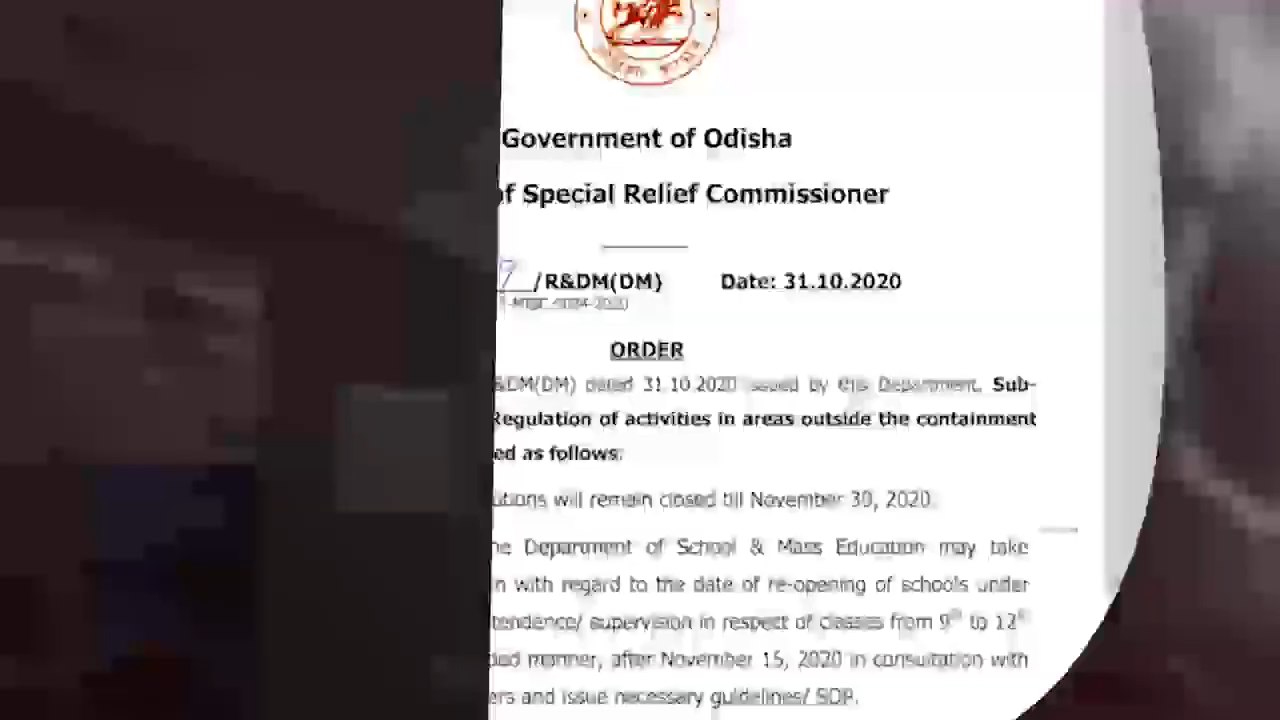 Government of Odisha
of Special Relief Commissioner
/R&DM(DM) Date: 31.10.2020
ORDER
&DM(DM) dated 31.10.2020 issued by this Department, Sub-
Regulation of activities in areas outside the containment
ed as follows:
utions will remain closed till November 30, 2020.
he Department of School & Mass Education may take
n with regard to the date of re-opening of schools under
tendence/ supervision in respect of classes from 9th to 12th
ded manner, after November 15, 2020 in consultation with
ers and issue necessary guidelines/ SOP.